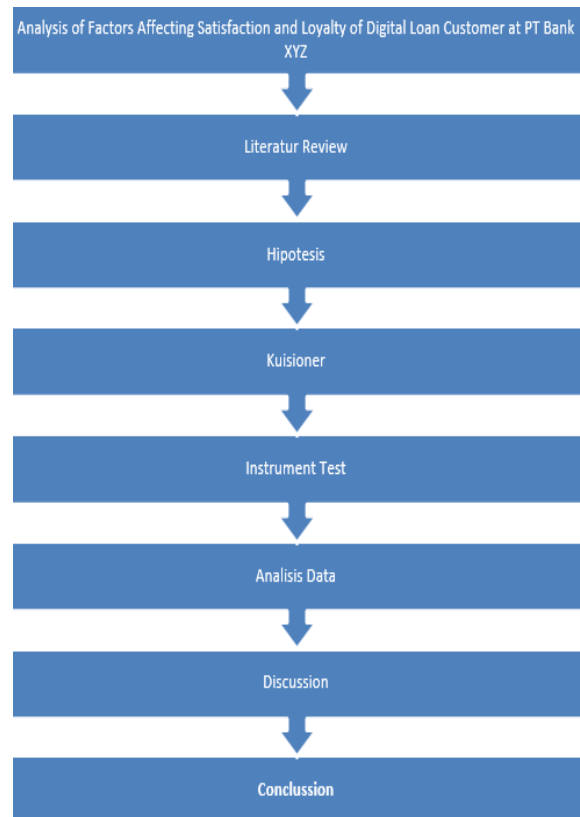 Analysis of Factors Affecting Satisfaction and Loyalty of Digital Loan Customer at PT Bank
XYZ
Literatur Review
Hipotesis
Kuisioner
Instrument Test
Analisis Data
Discussion
Conclussion